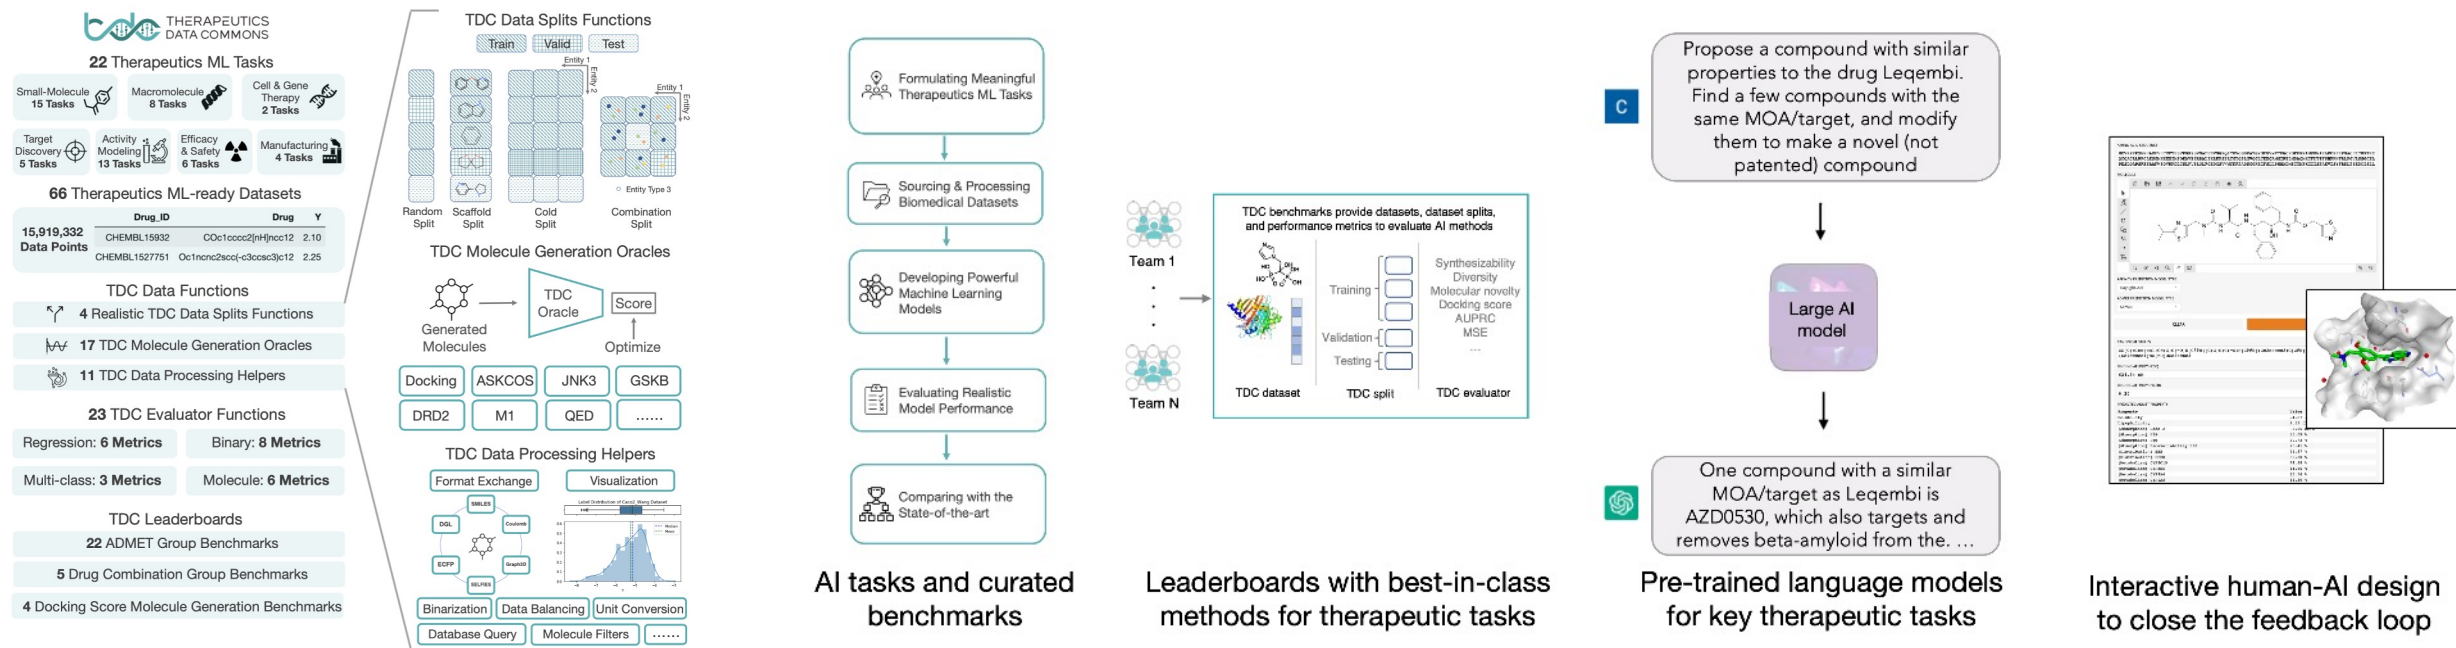 THERAPEUTICS
DATA COMMONS
22 Therapeutics ML Tasks
Small-Molecule
15 Tasks
Macromolecule
8 Tasks
Cell & Gene
Therapy
2 Tasks
Target
Discovery
5 Tasks
Activity
Modeling
13 Tasks
Efficacy
& Safety
6 Tasks
Manufacturing
4 Tasks
66 Therapeutics ML-ready Datasets
15,919,332
Data Points
Drug_ID Drug Y
CHEMBL15932 COc1cccc2[nH]ncc12 2.10
CHEMBL1527751 Oc1ncnc2scc(-c3ccsc3)c12 2.25
TDC Data Functions
4 Realistic TDC Data Splits Functions
17 TDC Molecule Generation Oracles
11 TDC Data Processing Helpers
23 TDC Evaluator Functions
Regression: 6 Metrics
Binary: 8 Metrics
Multi-class: 3 Metrics
Molecule: 6 Metrics
TDC Leaderboards
22 ADMET Group Benchmarks
5 Drug Combination Group Benchmarks
4 Docking Score Molecule Generation Benchmarks
TDC Data Splits Functions
Train Valid Test
Entity 1
Entity 2
Entity 1
Entity 2
Entity Type 3
Random
Split
Scaffold
Split
Cold
Split
Combination
Split
TDC Molecule Generation Oracles
Generated
Molecules
TDC
Oracle
Score
Optimize
Docking ASKCOS JNK3 GSKB
DRD2 M1 QED ......
TDC Data Processing Helpers
Format Exchange
Visualization
SMILES
DGL
Coulomb
ECFP
Graph3D
SELFIES
Label Distribution of Caco2_Wang Dataset
Median
Mean
Binarization Data Balancing Unit Conversion
Database Query Molecule Filters ......
Formulating Meaningful
Therapeutics ML Tasks
Sourcing & Processing
Biomedical Datasets
Developing Powerful
Machine Learning
Models
Evaluating Realistic
Model Performance
Comparing with the
State-of-the-art
AI tasks and curated
benchmarks
Team 1
Team N
TDC benchmarks provide datasets, dataset splits,
and performance metrics to evaluate AI methods
Training
Validation
Testing
Synthesizability
Diversity
Molecular novelty
Docking score
AUPRC
MSE
...
TDC dataset
TDC split
TDC evaluator
Leaderboards with best-in-class
methods for therapeutic tasks
C
Propose a compound with similar
properties to the drug Leqembi.
Find a few compounds with the
same MOA/target, and modify
them to make a novel (not
patented) compound
Large AI
model
One compound with a similar
MOA/target as Leqembi is
AZD0530, which also targets and
removes beta-amyloid from the. ...
Pre-trained language models
for key therapeutic tasks
Interactive human-AI design
to close the feedback loop